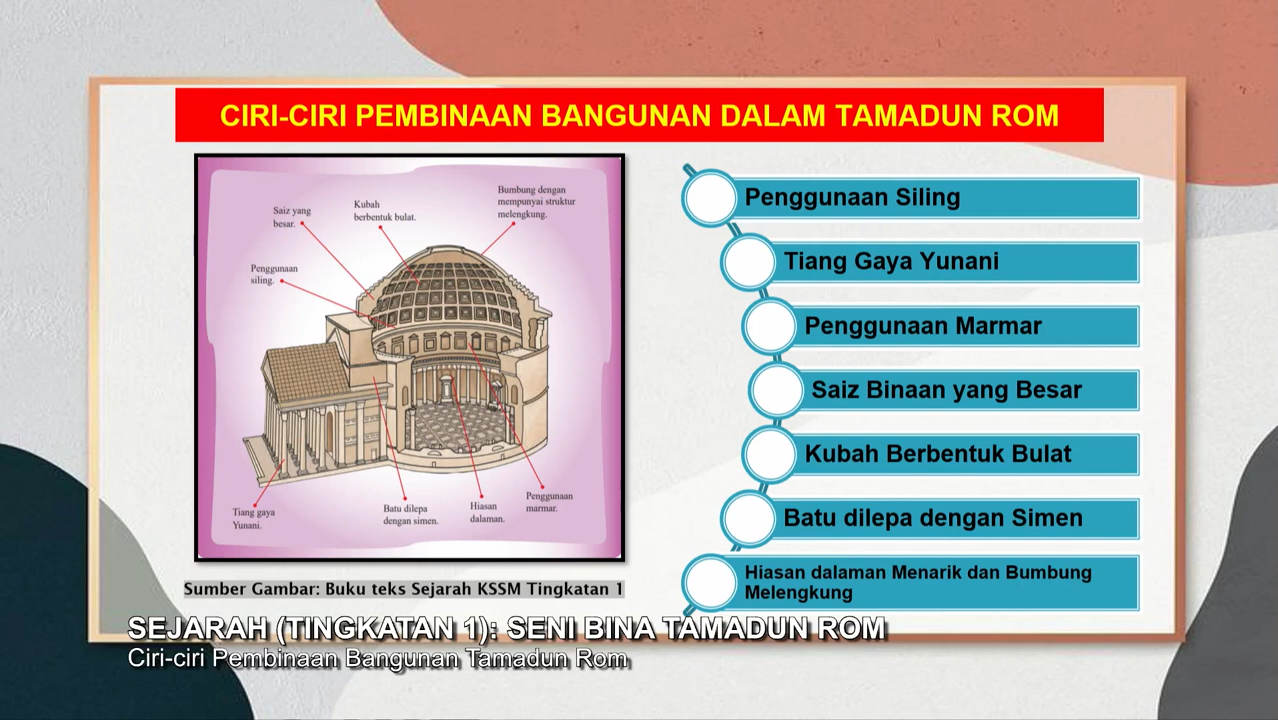 CIRI-CIRI PEMBINAAN BANGUNAN DALAM TAMADUN ROM
Saiz yang
besar.
Kubah
berbentuk bulat.
Bumbung dengan
mempunyai struktur
melengkung.
Penggunaan
siling.
Tiang gaya
Yunani.
Batu dilepa
dengan simen.
Hiasan
dalaman.
Penggunaan
marmar.
Sumber Gambar: Buku teks Sejarah KSSM Tingkatan 1
Penggunaan Siling
Tiang Gaya Yunani
Penggunaan Marmar
Saiz Binaan yang Besar
Kubah Berbentuk Bulat
Batu dilepa dengan Simen
Hiasan dalaman Menarik dan Bumbung
Melengkung
SEJARAH (TINGKATAN 1): SENI BINA TAMADUN ROM
Ciri-ciri Pembinaan Bangunan Tamadun Rom